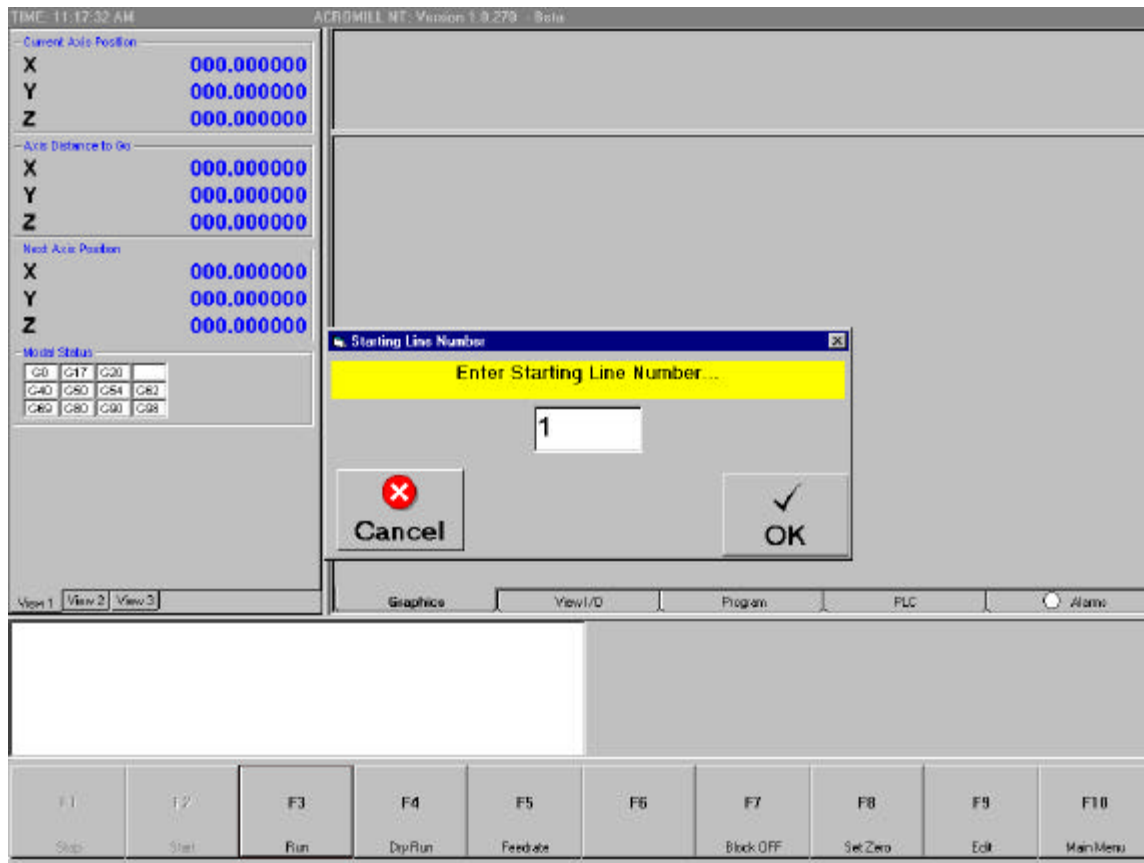 TIME: 11:17:32 AM
ACROMILL NT: Version 1.0.279 - Beta
Current Axis Position
X 000.000000
Y 000.000000
Z 000.000000
Axis Distance to Go
X 000.000000
Y 000.000000
Z 000.000000
Next Axis Position
X 000.000000
Y 000.000000
Z 000.000000
Modal Status
G0 G17 G20
G40 G50 G54 G62
G69 G80 G90 G98
Starting Line Number
Enter Starting Line Number...
1
Cancel
OK
View 1 View 2 View 3
Graphics View I/O Program PLC Alarms
F1 F2 F3 F4 F5 F6 F7 F8 F9 F10
Stop Start Run Dry Run Feedrate Block OFF Set Zero Edit Main Menu